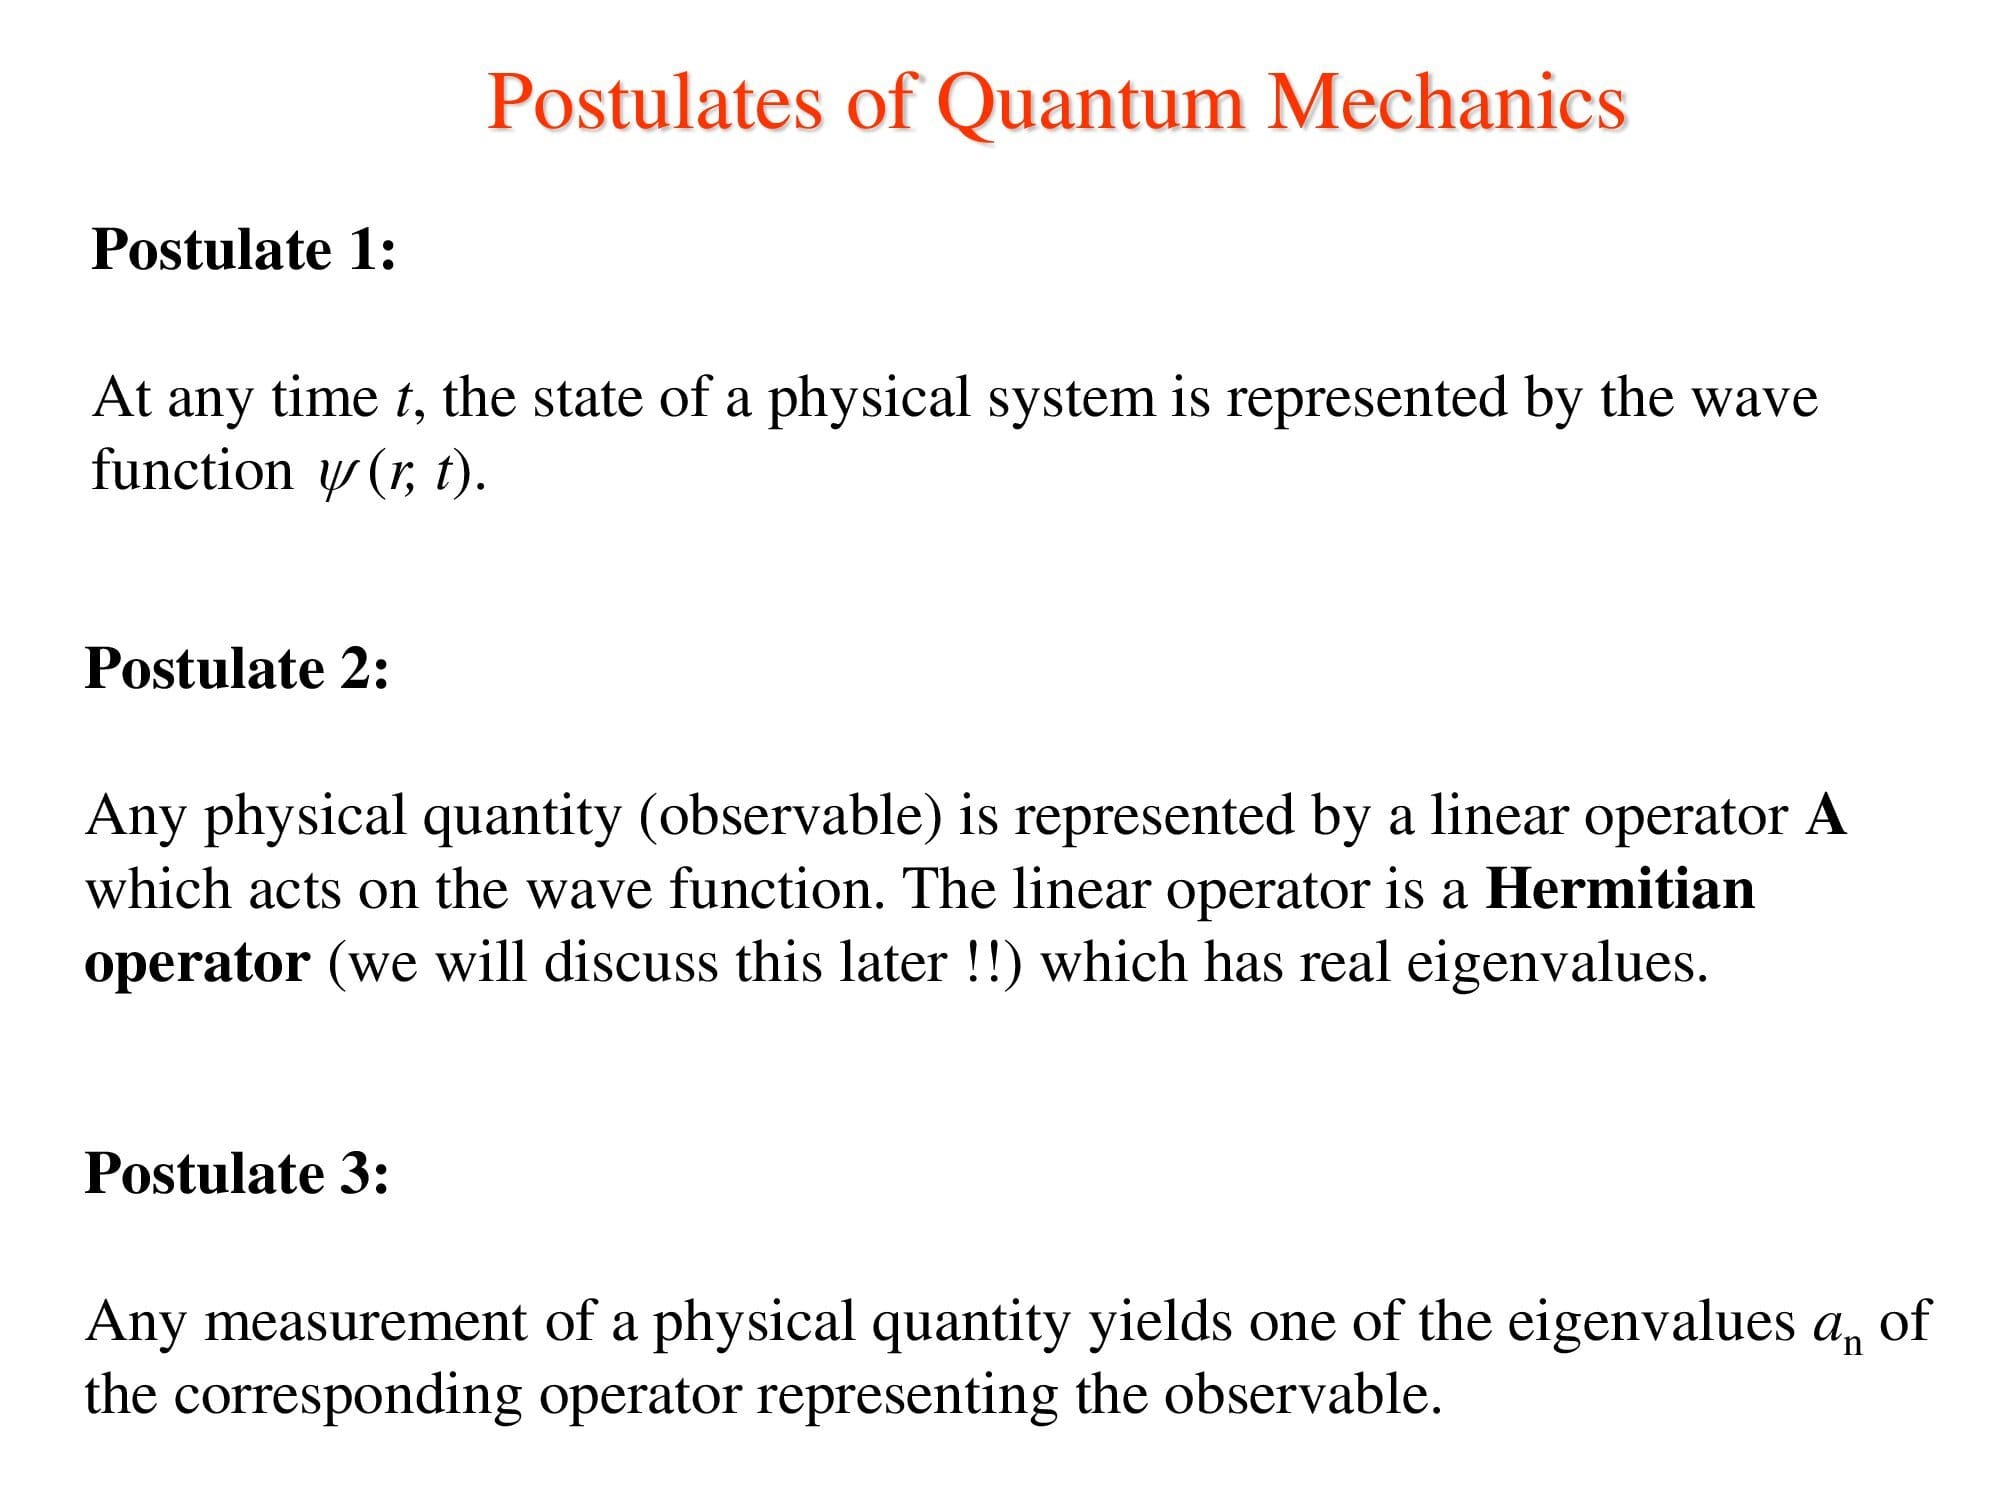 Postulates of Quantum Mechanics
Postulate 1:
At any time t, the state of a physical system is represented by the wave
function ψ (r, t).
Postulate 2:
Any physical quantity (observable) is represented by a linear operator A
which acts on the wave function. The linear operator is a Hermitian
operator (we will discuss this later !!) which has real eigenvalues.
Postulate 3:
Any measurement of a physical quantity yields one of the eigenvalues aₙ of
the corresponding operator representing the observable.